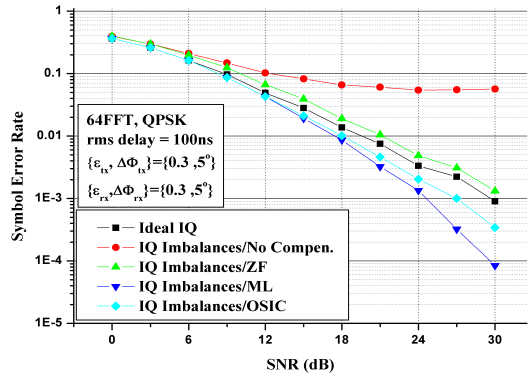 Symbol Error Rate
1
0.1
0.01
1E-3
1E-4
1E-5
64FFT, QPSK
rms delay = 100ns
{εtx, ΔΦtx}={0.3 ,5°}
{εrx,ΔΦrx}={0.3 ,5°}
Ideal IQ
IQ Imbalances/No Compen.
IQ Imbalances/ZF
IQ Imbalances/ML
IQ Imbalances/OSIC
0 6 12 18 24 30
SNR (dB)